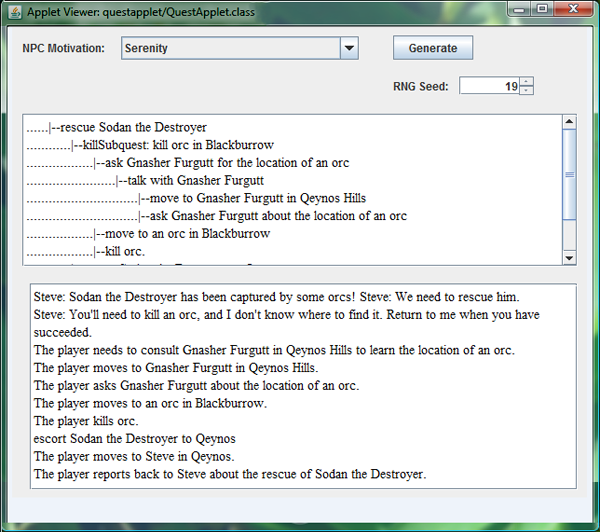 Applet Viewer: questapplet/QuestApplet.class
NPC Motivation: Serenity Generate
RNG Seed: 19
......|--rescue Sodan the Destroyer
............|--killSubquest: kill orc in Blackburrow
..................|--ask Gnasher Furgutt for the location of an orc
........................|--talk with Gnasher Furgutt
..............................|--move to Gnasher Furgutt in Qeynos Hills
..............................|--ask Gnasher Furgutt about the location of an orc
..................|--move to an orc in Blackburrow
..................|--kill orc.
Steve: Sodan the Destroyer has been captured by some orcs! Steve: We need to rescue him.
Steve: You'll need to kill an orc, and I don't know where to find it. Return to me when you have
succeeded.
The player needs to consult Gnasher Furgutt in Qeynos Hills to learn the location of an orc.
The player moves to Gnasher Furgutt in Qeynos Hills.
The player asks Gnasher Furgutt about the location of an orc.
The player moves to an orc in Blackburrow.
The player kills orc.
escort Sodan the Destroyer to Qeynos
The player moves to Steve in Qeynos.
The player reports back to Steve about the rescue of Sodan the Destroyer.